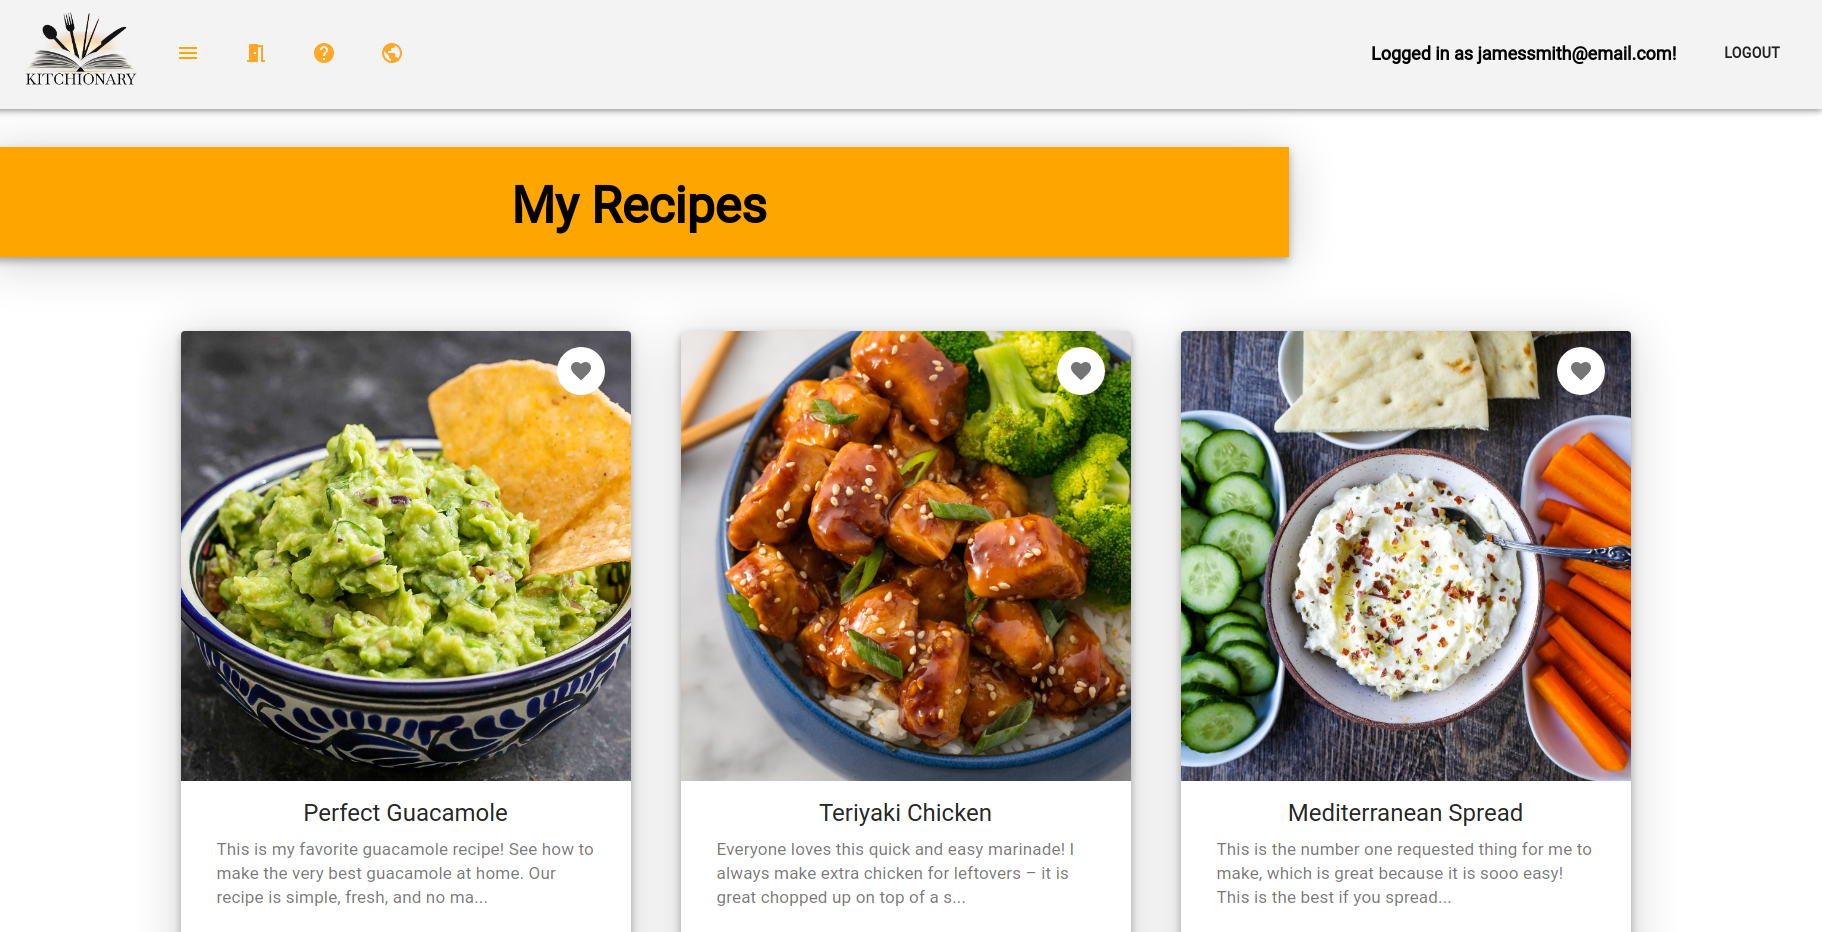 KITCHIONARY
Logged in as jamessmith@email.com!
LOGOUT
My Recipes
Perfect Guacamole
This is my favorite guacamole recipe! See how to
make the very best guacamole at home. Our
recipe is simple, fresh, and no ma...
Teriyaki Chicken
Everyone loves this quick and easy marinade! I
always make extra chicken for leftovers – it is
great chopped up on top of a s...
Mediterranean Spread
This is the number one requested thing for me to
make, which is great because it is sooo easy!
This is the best if you spread...